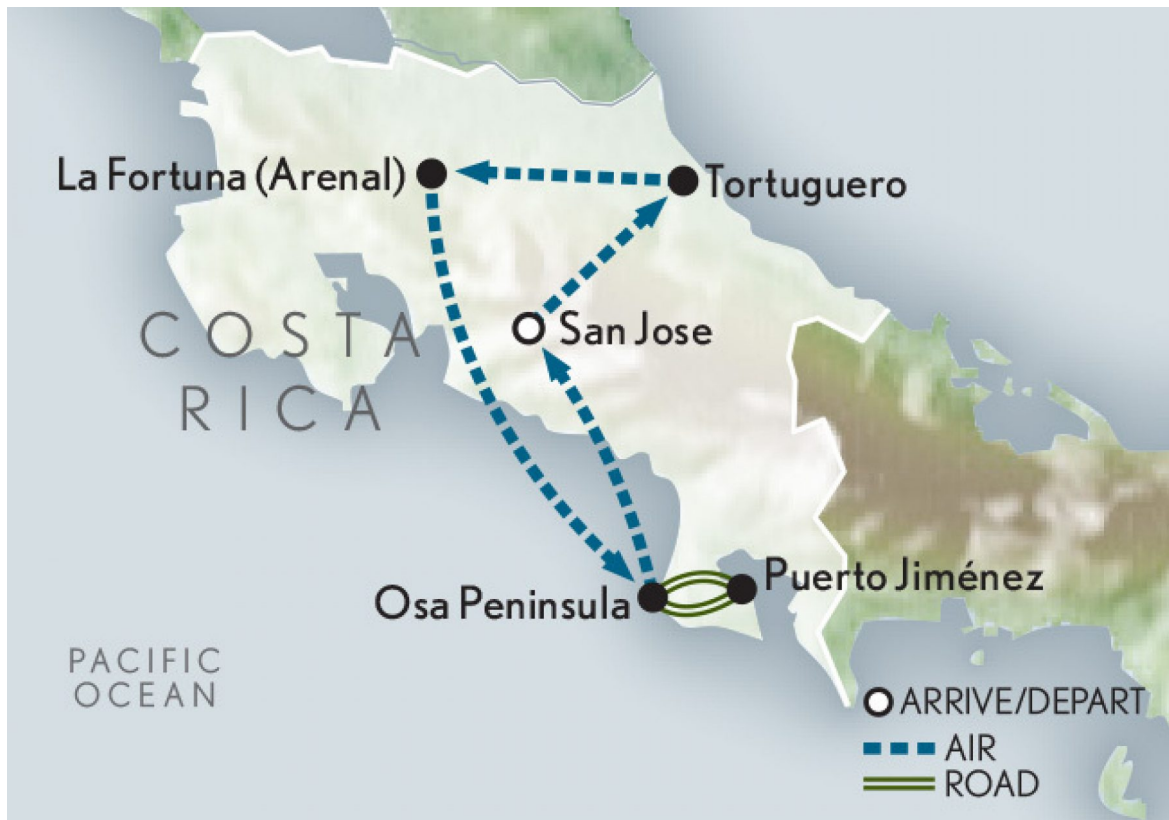 La Fortuna (Arenal)
Tortuguero
COSTA
RICA
San Jose
Osa Peninsula
Puerto Jiménez
PACIFIC
OCEAN
ARRIVE/DEPART
AIR
ROAD